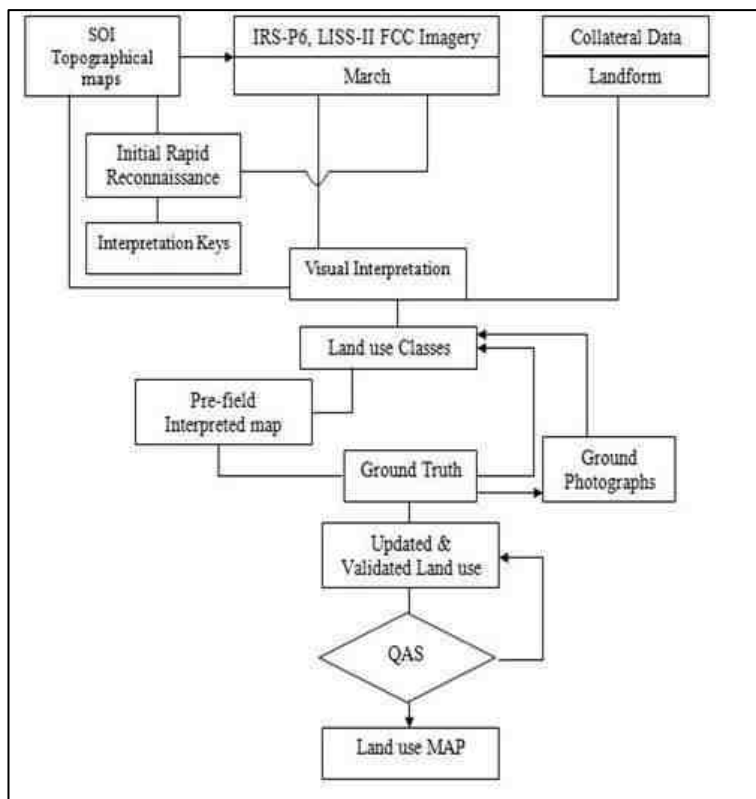 SOI
Topographical
maps
IRS-P6, LISS-II FCC Imagery
March
Collateral Data
Landform
Initial Rapid
Reconnaissance
Interpretation Keys
Visual Interpretation
Land use Classes
Pre-field
Interpreted map
Ground Truth
Ground
Photographs
Updated &
Validated Land use
QAS
Land use MAP